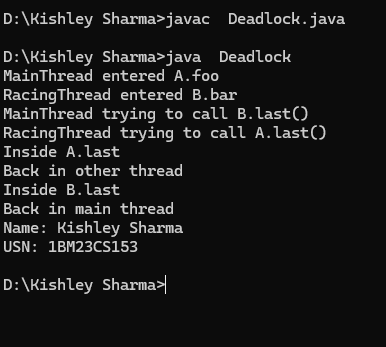 D:\Kishley Sharma>javac  Deadlock.java
D:\Kishley Sharma>java  Deadlock
MainThread entered A.foo
RacingThread entered B.bar
MainThread trying to call B.last()
RacingThread trying to call A.last()
Inside A.last
Back in other thread
Inside B.last
Back in main thread
Name: Kishley Sharma
USN: 1BM23CS153
D:\Kishley Sharma>